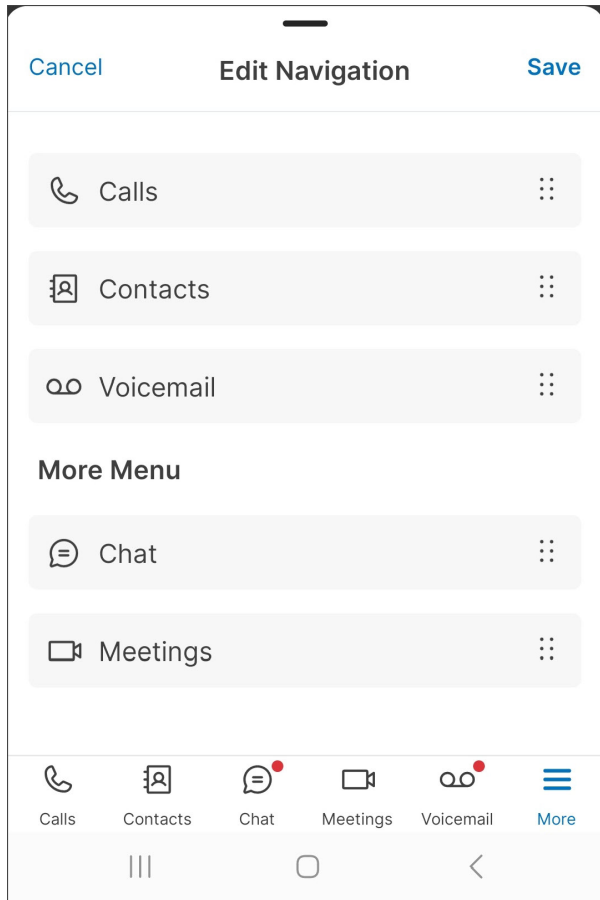 Cancel Edit Navigation Save
Calls
Contacts
Voicemail
More Menu
Chat
Meetings
Calls Contacts Chat Meetings Voicemail More